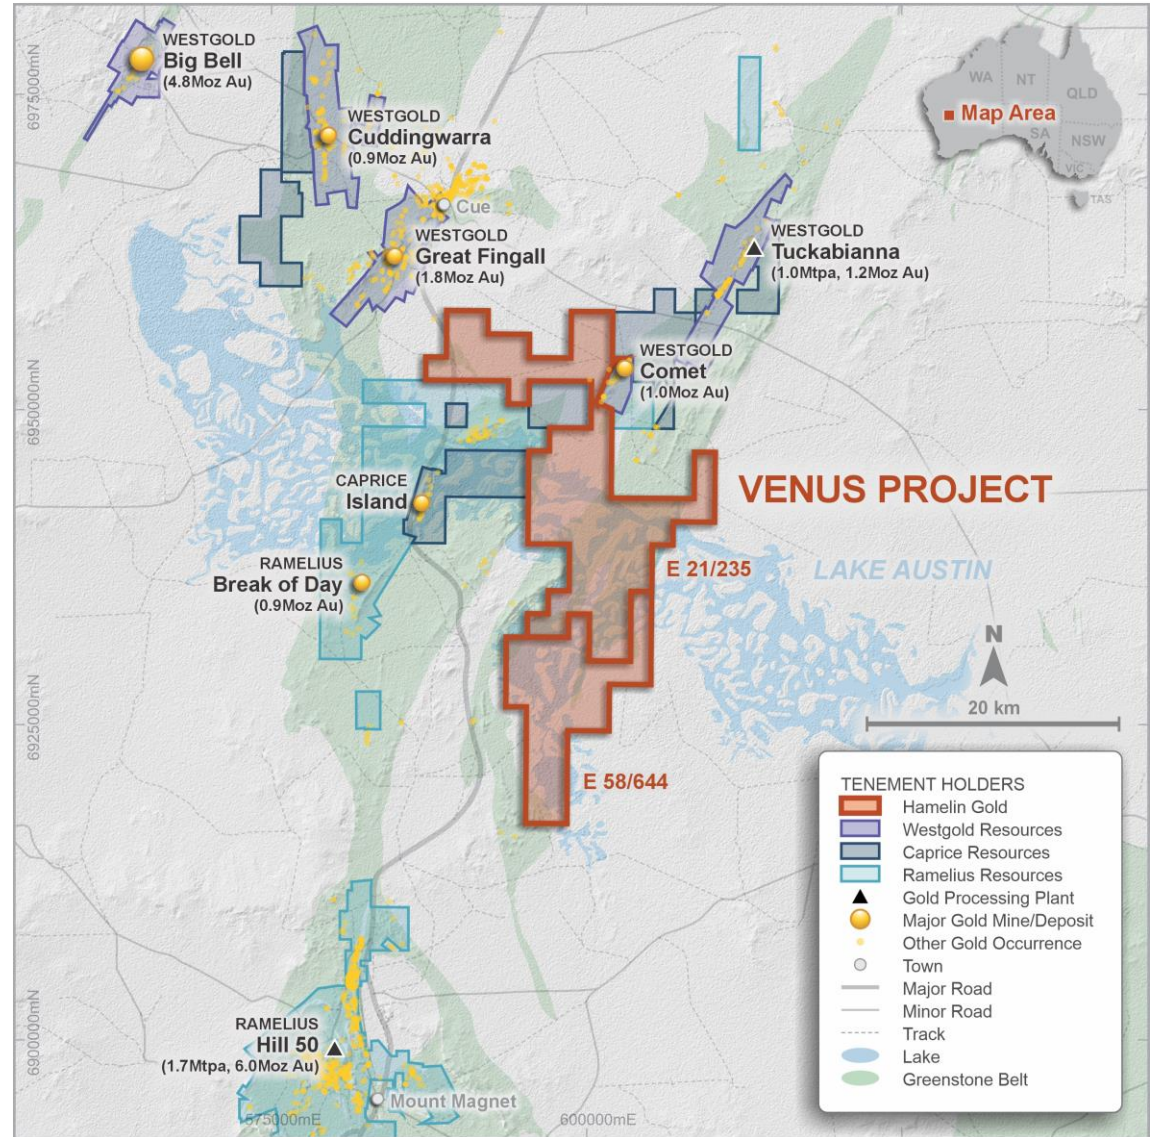 WESTGOLD
Big Bell
(4.8Moz Au)
WESTGOLD
Cuddingwarra
(0.9Moz Au)
Cue
WESTGOLD
Great Fingall
(1.8Moz Au)
WESTGOLD
Tuckabianna
(1.0Mtpa, 1.2Moz Au)
WESTGOLD
Comet
(1.0Moz Au)
WA
NT
QLD
SA
NSW
VIC
TAS
Map Area
CAPRICE
Island
VENUS PROJECT
RAMELIUS
Break of Day
(0.9Moz Au)
E 21/235
LAKE AUSTIN
N
20 km
E 58/644
RAMELIUS
Hill 50
(1.7Mtpa, 6.0Moz Au)
Mount Magnet
6975000mN
6950000mN
6925000mN
6900000mN
575000mE
600000mE
TENEMENT HOLDERS
Hamelin Gold
Westgold Resources
Caprice Resources
Ramelius Resources
Gold Processing Plant
Major Gold Mine/Deposit
Other Gold Occurrence
Town
Major Road
Minor Road
Track
Lake
Greenstone Belt